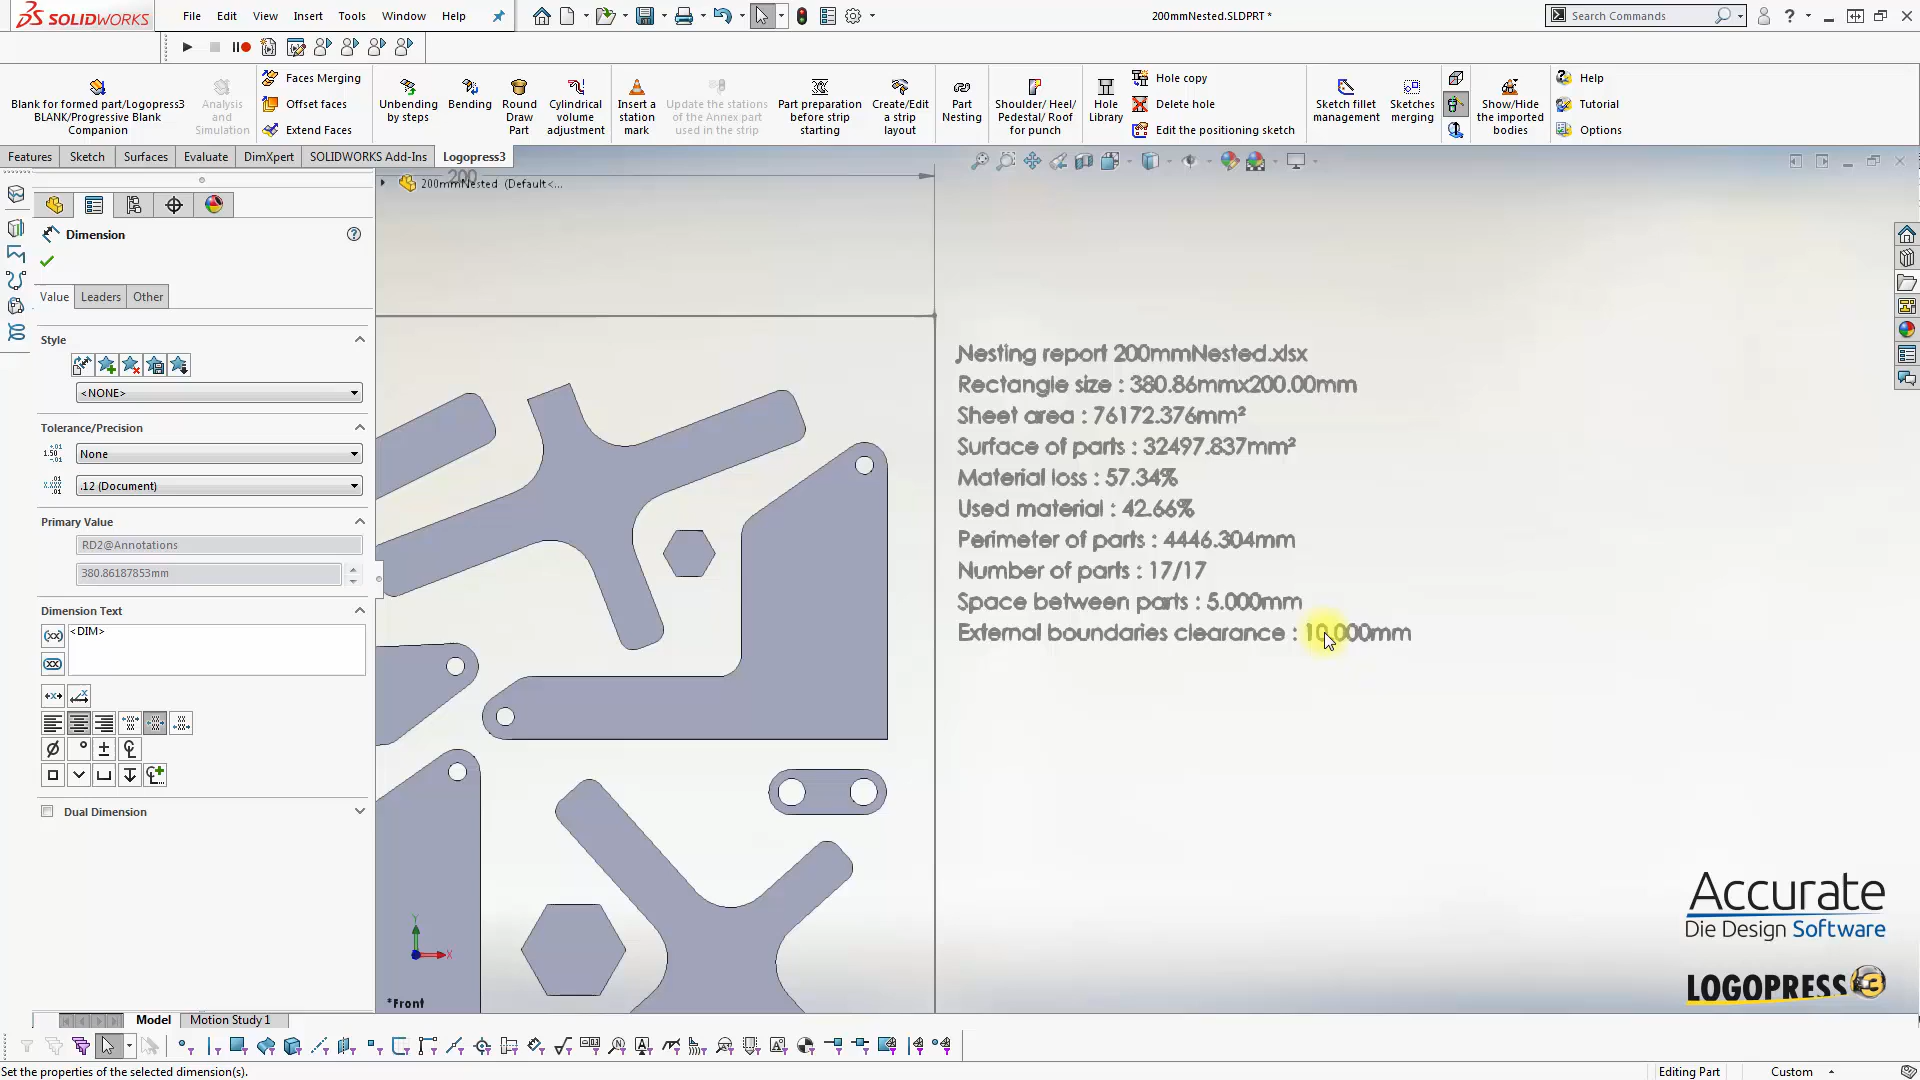 SOLIDWORKS
File Edit View Insert Tools Window Help
200mmNested.SLDPRT *
Search Commands
Blank for formed part/Logopress3
BLANK/Progressive Blank
Companion
Analysis
and
Simulation
Faces Merging
Offset faces
Extend Faces
Unbending
by steps
Bending
Round
Draw
Part
Cylindrical
volume
adjustment
Insert a
station
mark
Update the stations
of the Annex part
used in the strip
Part preparation
before strip
starting
Create/Edit
a strip
layout
Part
Nesting
Shoulder/ Heel/
Pedestal/ Roof
for punch
Hole
Library
Hole copy
Delete hole
Edit the positioning sketch
Sketch fillet
management
Sketches
merging
Show/Hide
the imported
bodies
Help
Tutorial
Options
Features Sketch Surfaces Evaluate DimXpert SOLIDWORKS Add-Ins Logopress3
200
200mmNested (Default<...
Dimension
Value Leaders Other
Style
<NONE>
Tolerance/Precision
None
.12 (Document)
Primary Value
RD2@Annotations
380.86187853mm
Dimension Text
<DIM>
Dual Dimension
Nesting report 200mmNested.xlsx
Rectangle size : 380.86mmx200.00mm
Sheet area : 76172.376mm²
Surface of parts : 32497.837mm²
Material loss : 57.34%
Used material : 42.66%
Perimeter of parts : 4446.304mm
Number of parts : 17/17
Space between parts : 5.000mm
External boundaries clearance : 10.000mm
Y
X
*Front
Accurate
Die Design Software
LOGOPRESS3
Model Motion Study 1
Set the properties of the selected dimension(s).
Editing Part
Custom